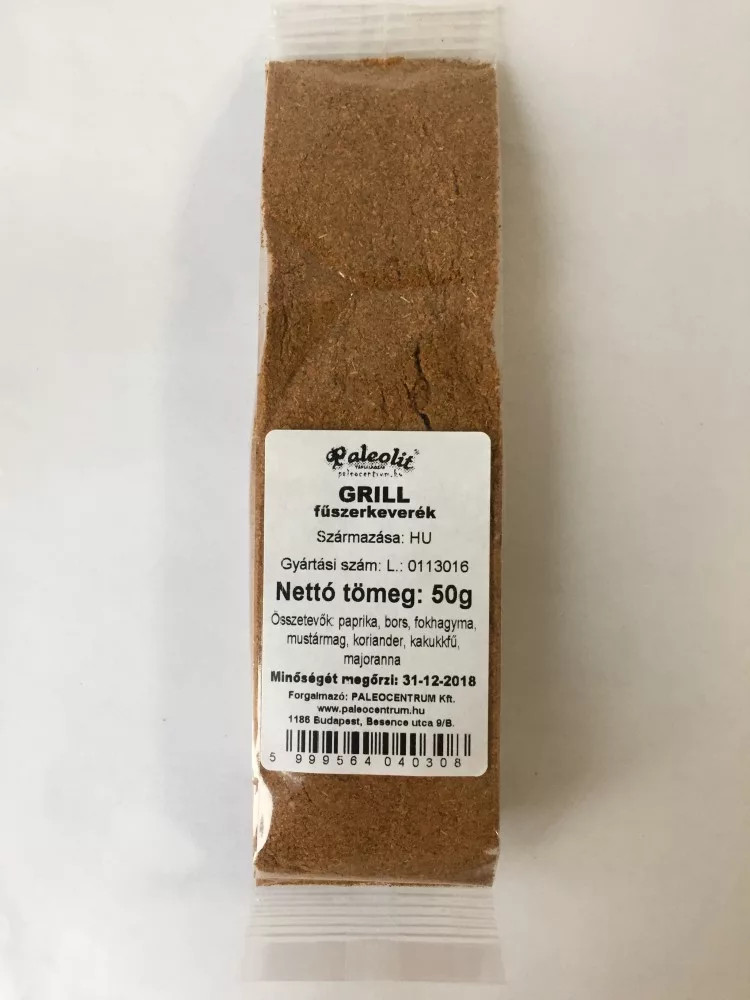 Paleolit
TÁPLÁLKOZÁS
paleocentrum.hu
GRILL
fűszerkeverék
Származása: HU
Gyártási szám: L.: 0113016
Nettó tömeg: 50g
Összetevők: paprika, bors, fokhagyma,
mustármag, koriander, kakukkfű,
majoranna
Minőségét megőrzi: 31-12-2018
Forgalmazó: PALEOCENTRUM Kft.
www.paleocentrum.hu
1186 Budapest, Besence utca 9/B.
5 999564 040308